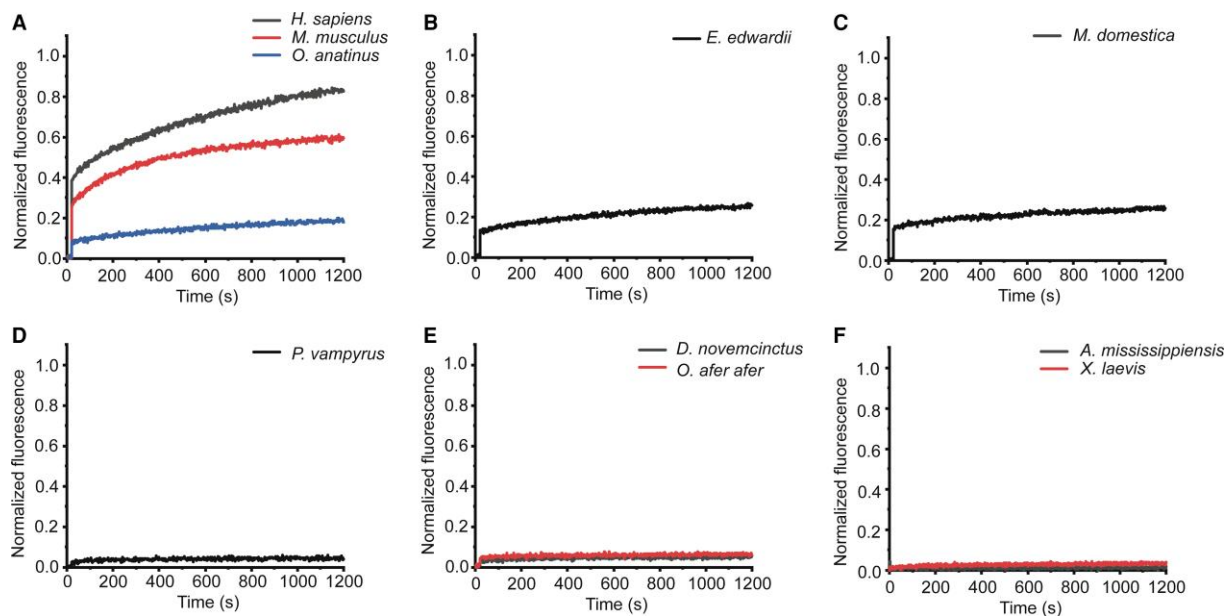 A
H. sapiens
M. musculus
O. anatinus
Normalized fluorescence
1.0
0.8
0.6
0.4
0.2
0.0
0 200 400 600 800 1000 1200
Time (s)
B
E. edwardii
Normalized fluorescence
1.0
0.8
0.6
0.4
0.2
0.0
0 200 400 600 800 1000 1200
Time (s)
C
M. domestica
Normalized fluorescence
1.0
0.8
0.6
0.4
0.2
0.0
0 200 400 600 800 1000 1200
Time (s)
D
P. vampyrus
Normalized fluorescence
1.0
0.8
0.6
0.4
0.2
0.0
0 200 400 600 800 1000 1200
Time (s)
E
D. novemcinctus
O. afer afer
Normalized fluorescence
1.0
0.8
0.6
0.4
0.2
0.0
0 200 400 600 800 1000 1200
Time (s)
F
A. mississippiensis
X. laevis
Normalized fluorescence
1.0
0.8
0.6
0.4
0.2
0.0
0 200 400 600 800 1000 1200
Time (s)